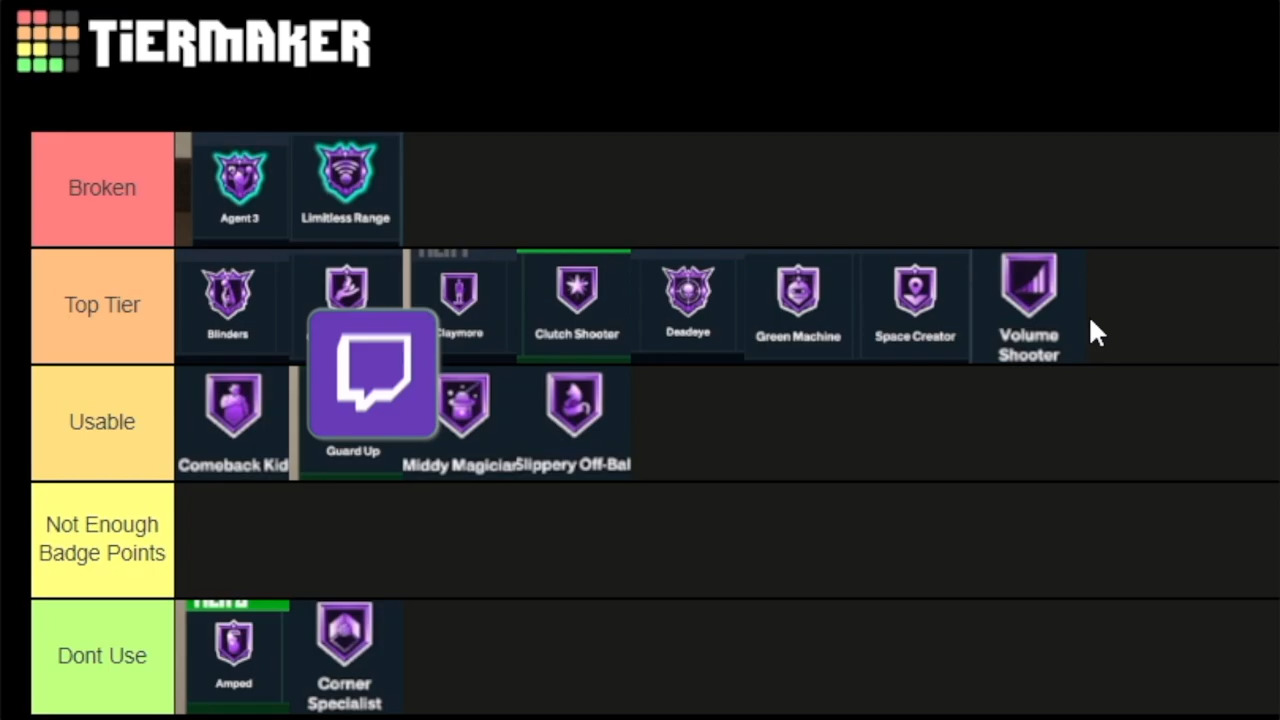 TiERMAKER
Broken
Agent 3
Limitless Range
Top Tier
Blinders
Claymore
Clutch Shooter
Deadeye
Green Machine
Space Creator
Volume
Shooter
Usable
Comeback Kid
Guard Up
Middy Magician
Slippery Off-Bal
Not Enough
Badge Points
Dont Use
Amped
Corner
Specialist